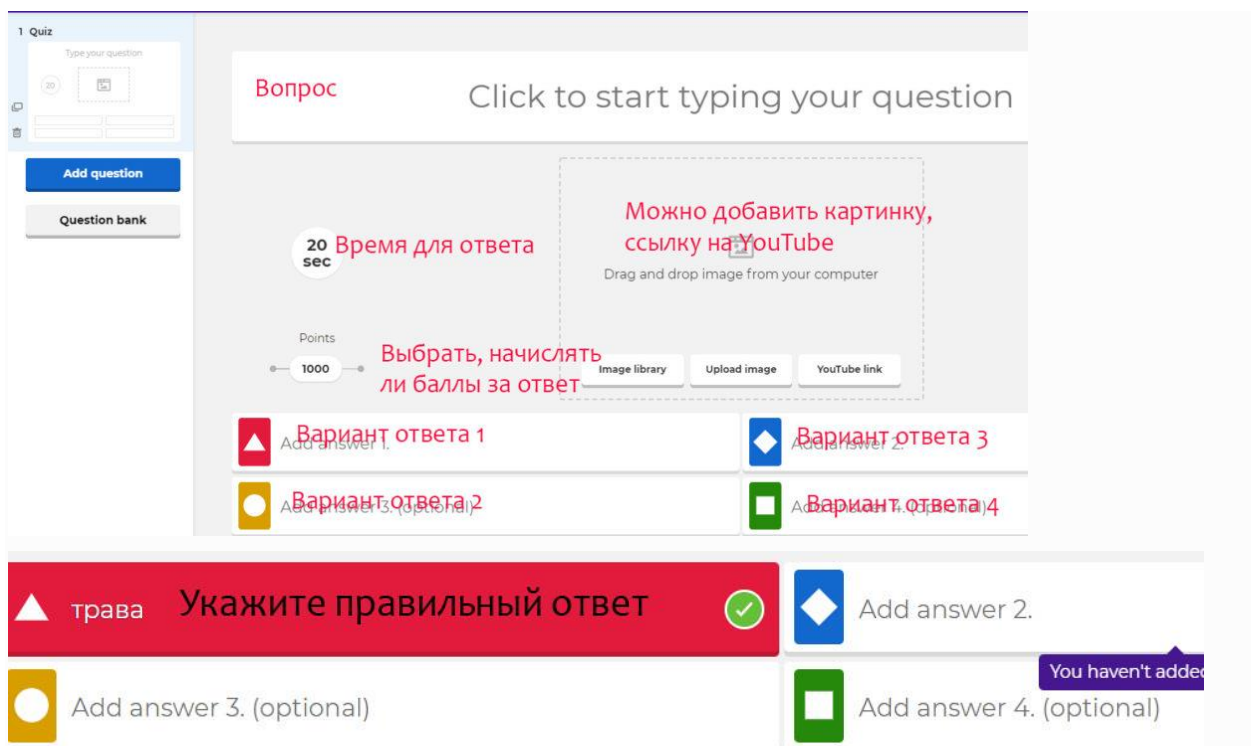 1 Quiz
Type your question
20
Add question
Question bank
Вопрос
Click to start typing your question
20
sec
Время для ответа
Можно добавить картинку,
ссылку на YouTube
Drag and drop image from your computer
Points
1000
Выбрать, начислять
ли баллы за ответ
Image library
Upload image
YouTube link
Вариант ответа 1
Add answer 1.
Вариант ответа 3
Add answer 2.
Вариант ответа 2
Add answer 3. (optional)
Вариант ответа 4
Add answer 4. (optional)
трава
Укажите правильный ответ
Add answer 2.
You haven't added
Add answer 3. (optional)
Add answer 4. (optional)